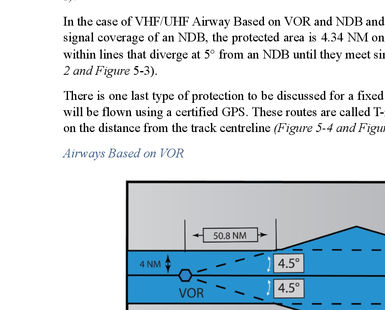 In the case of VHF/UHF Airway Based on VOR and NDB and
signal coverage of an NDB, the protected area is 4.34 NM on
within lines that diverge at 5° from an NDB until they meet sin
2 and Figure 5-3).
There is one last type of protection to be discussed for a fixed
will be flown using a certified GPS. These routes are called T-
on the distance from the track centreline (Figure 5-4 and Figu
Airways Based on VOR
50.8 NM
4 NM
4.5°
4.5°
VOR